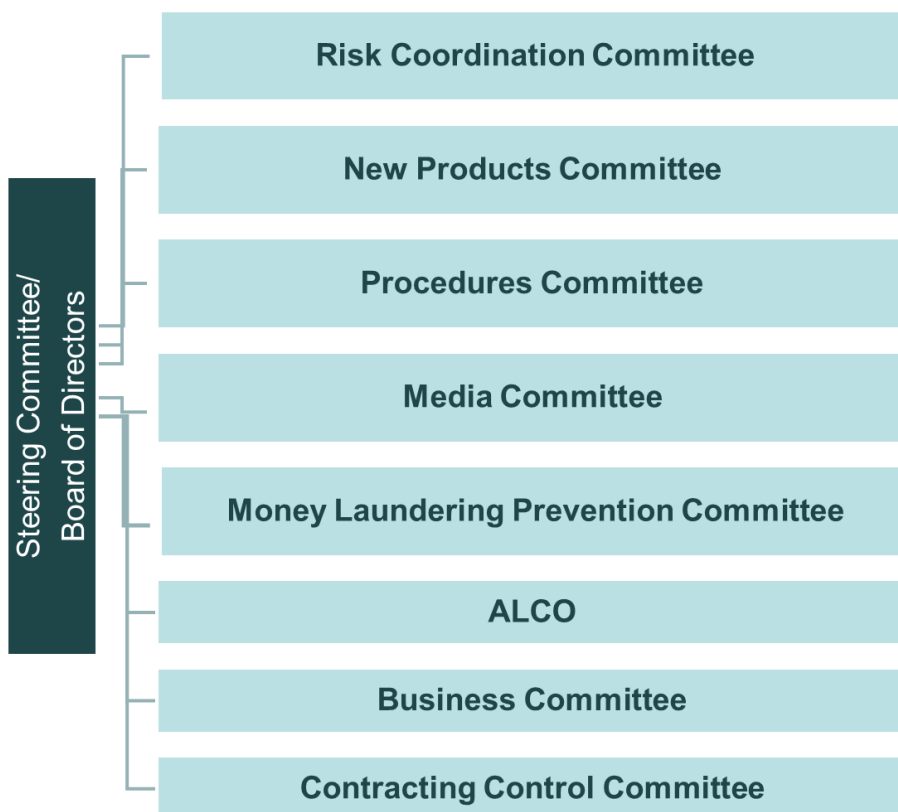 Steering Committee/
Board of Directors
Risk Coordination Committee
New Products Committee
Procedures Committee
Media Committee
Money Laundering Prevention Committee
ALCO
Business Committee
Contracting Control Committee